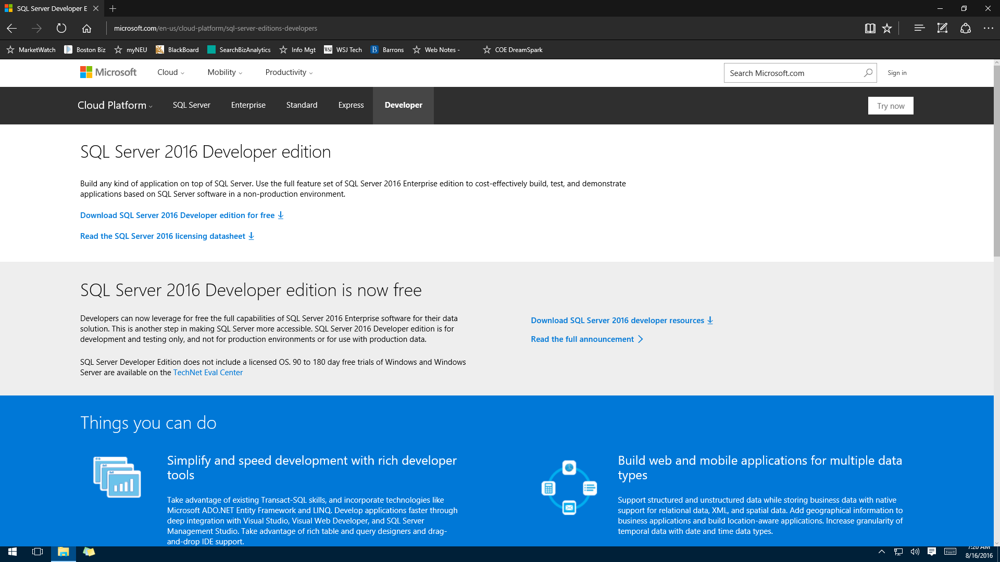 SQL Server Developer E
microsoft.com/en-us/cloud-platform/sql-server-editions-developers
MarketWatch Boston Biz myNEU BlackBoard SearchBizAnalytics Info Mgt WSJ WSJ Tech B Barrons Web Notes - COE DreamSpark
Microsoft Cloud Mobility Productivity Search Microsoft.com Sign in
Cloud Platform SQL Server Enterprise Standard Express Developer Try now
SQL Server 2016 Developer edition
Build any kind of application on top of SQL Server. Use the full feature set of SQL Server 2016 Enterprise edition to cost-effectively build, test, and demonstrate
applications based on SQL Server software in a non-production environment.
Download SQL Server 2016 Developer edition for free
Read the SQL Server 2016 licensing datasheet
SQL Server 2016 Developer edition is now free
Developers can now leverage for free the full capabilities of SQL Server 2016 Enterprise software for their data
solution. This is another step in making SQL Server more accessible. SQL Server 2016 Developer edition is for
development and testing only, and not for production environments or for use with production data.
SQL Server Developer Edition does not include a licensed OS. 90 to 180 day free trials of Windows and Windows
Server are available on the TechNet Eval Center
Download SQL Server 2016 developer resources
Read the full announcement
Things you can do
Simplify and speed development with rich developer
tools
Take advantage of existing Transact-SQL skills, and incorporate technologies like
Microsoft ADO.NET Entity Framework and LINQ. Develop applications faster through
deep integration with Visual Studio, Visual Web Developer, and SQL Server
Management Studio. Take advantage of rich table and query designers and drag-
and-drop IDE support.
Build web and mobile applications for multiple data
types
Support structured and unstructured data while storing business data with native
support for relational data, XML, and spatial data. Add geographical information to
business applications and build location-aware applications. Increase granularity of
temporal data with date and time data types.
7:20 AM
8/16/2016